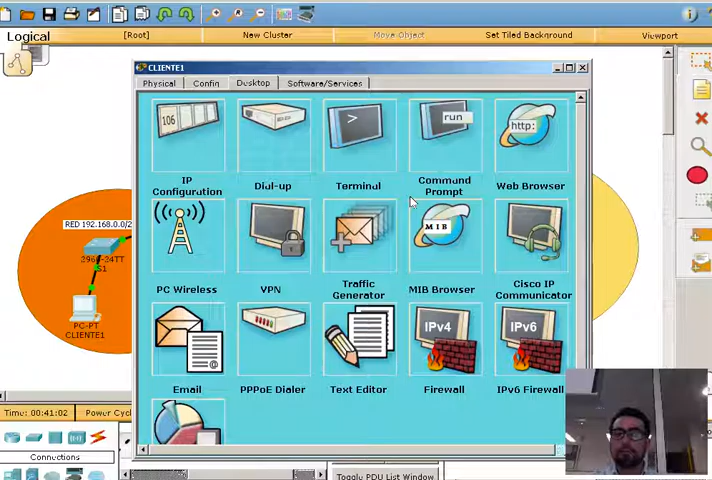 Logical
[Root]
New Cluster
Move Object
Set Tiled Background
Viewport
CLIENTE1
Physical
Config
Desktop
Software/Services
106
>
run
http:
IP Configuration
Dial-up
Terminal
Command Prompt
Web Browser
MIB
PC Wireless
VPN
Traffic Generator
MIB Browser
Cisco IP Communicator
@
IPv4
IPv6
Email
PPPoE Dialer
Text Editor
Firewall
IPv6 Firewall
RED 192.168.0.0/2
24TT
S1
PC-PT
CLIENTE1
Time: 00:41:02
Power Cyc
Connections
Toggle PDU List Window